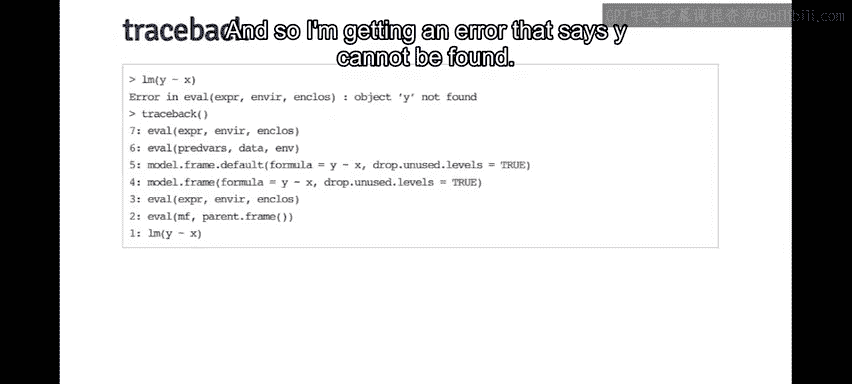 traceback
And so I'm getting an error that says y
cannot be found.
> lm(y - x)
Error in eval(expr, envir, enclos) : object 'y' not found
> traceback()
7: eval(expr, envir, enclos)
6: eval(predvars, data, env)
5: model.frame.default(formula = y - x, drop.unused.levels = TRUE)
4: model.frame(formula = y - x, drop.unused.levels = TRUE)
3: eval(expr, envir, enclos)
2: eval(mf, parent.frame())
1: lm(y - x)